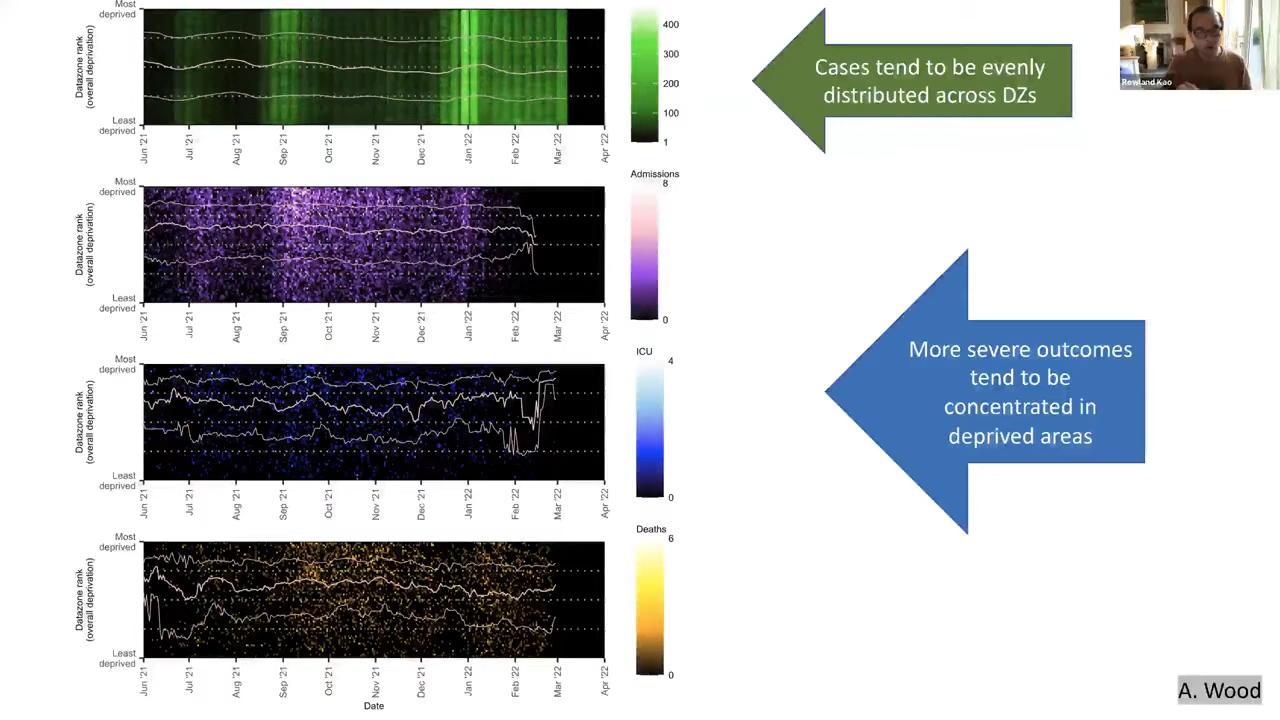 Most
deprived
Datazone rank
(overall deprivation)
Least
deprived
Jun '21
Jul '21
Aug '21
Sep '21
Oct '21
Nov '21
Dec '21
Jan '22
Feb '22
Mar '22
Apr '22
400
300
200
100
1
Cases tend to be evenly
distributed across DZs
Rowland Kao
Most
deprived
Datazone rank
(overall deprivation)
Least
deprived
Jun '21
Jul '21
Aug '21
Sep '21
Oct '21
Nov '21
Dec '21
Jan '22
Feb '22
Mar '22
Apr '22
Admissions
8
0
Most
deprived
Datazone rank
(overall deprivation)
Least
deprived
Jun '21
Jul '21
Aug '21
Sep '21
Oct '21
Nov '21
Dec '21
Jan '22
Feb '22
Mar '22
Apr '22
ICU
4
0
More severe outcomes
tend to be
concentrated in
deprived areas
Most
deprived
Datazone rank
(overall deprivation)
Least
deprived
Jun '21
Jul '21
Aug '21
Sep '21
Oct '21
Nov '21
Dec '21
Jan '22
Feb '22
Mar '22
Apr '22
Date
Deaths
6
0
A. Wood